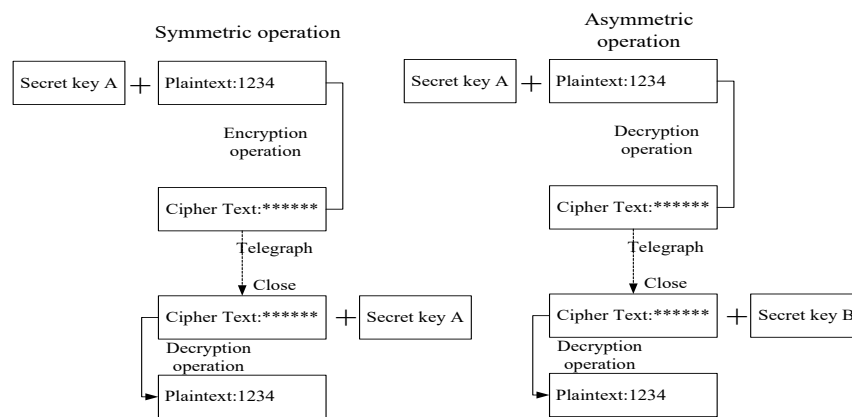 Symmetric operation
Secret key A
+
Plaintext:1234
Encryption
operation
Cipher Text:******
Telegraph
Close
Cipher Text:******
+
Secret key A
Decryption
operation
Plaintext:1234
Asymmetric
operation
Secret key A
+
Plaintext:1234
Decryption
operation
Cipher Text:******
Telegraph
Close
Cipher Text:******
+
Secret key B
Decryption
operation
Plaintext:1234